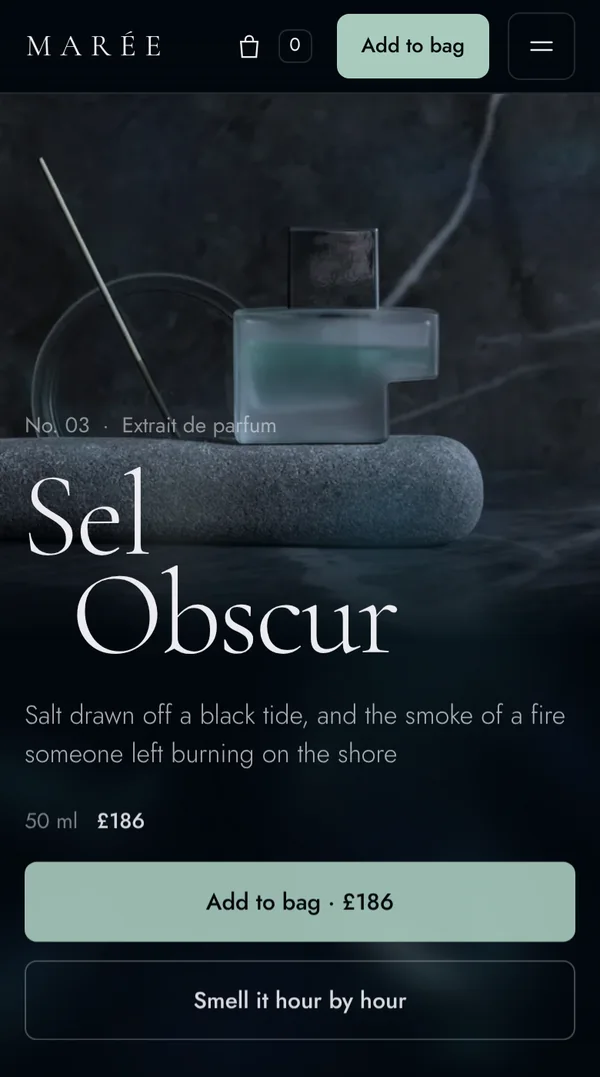 MARÉE
0
Add to bag
No. 03 · Extrait de parfum
Sel
Obscur
Salt drawn off a black tide, and the smoke of a fire
someone left burning on the shore
50 ml £186
Add to bag · £186
Smell it hour by hour